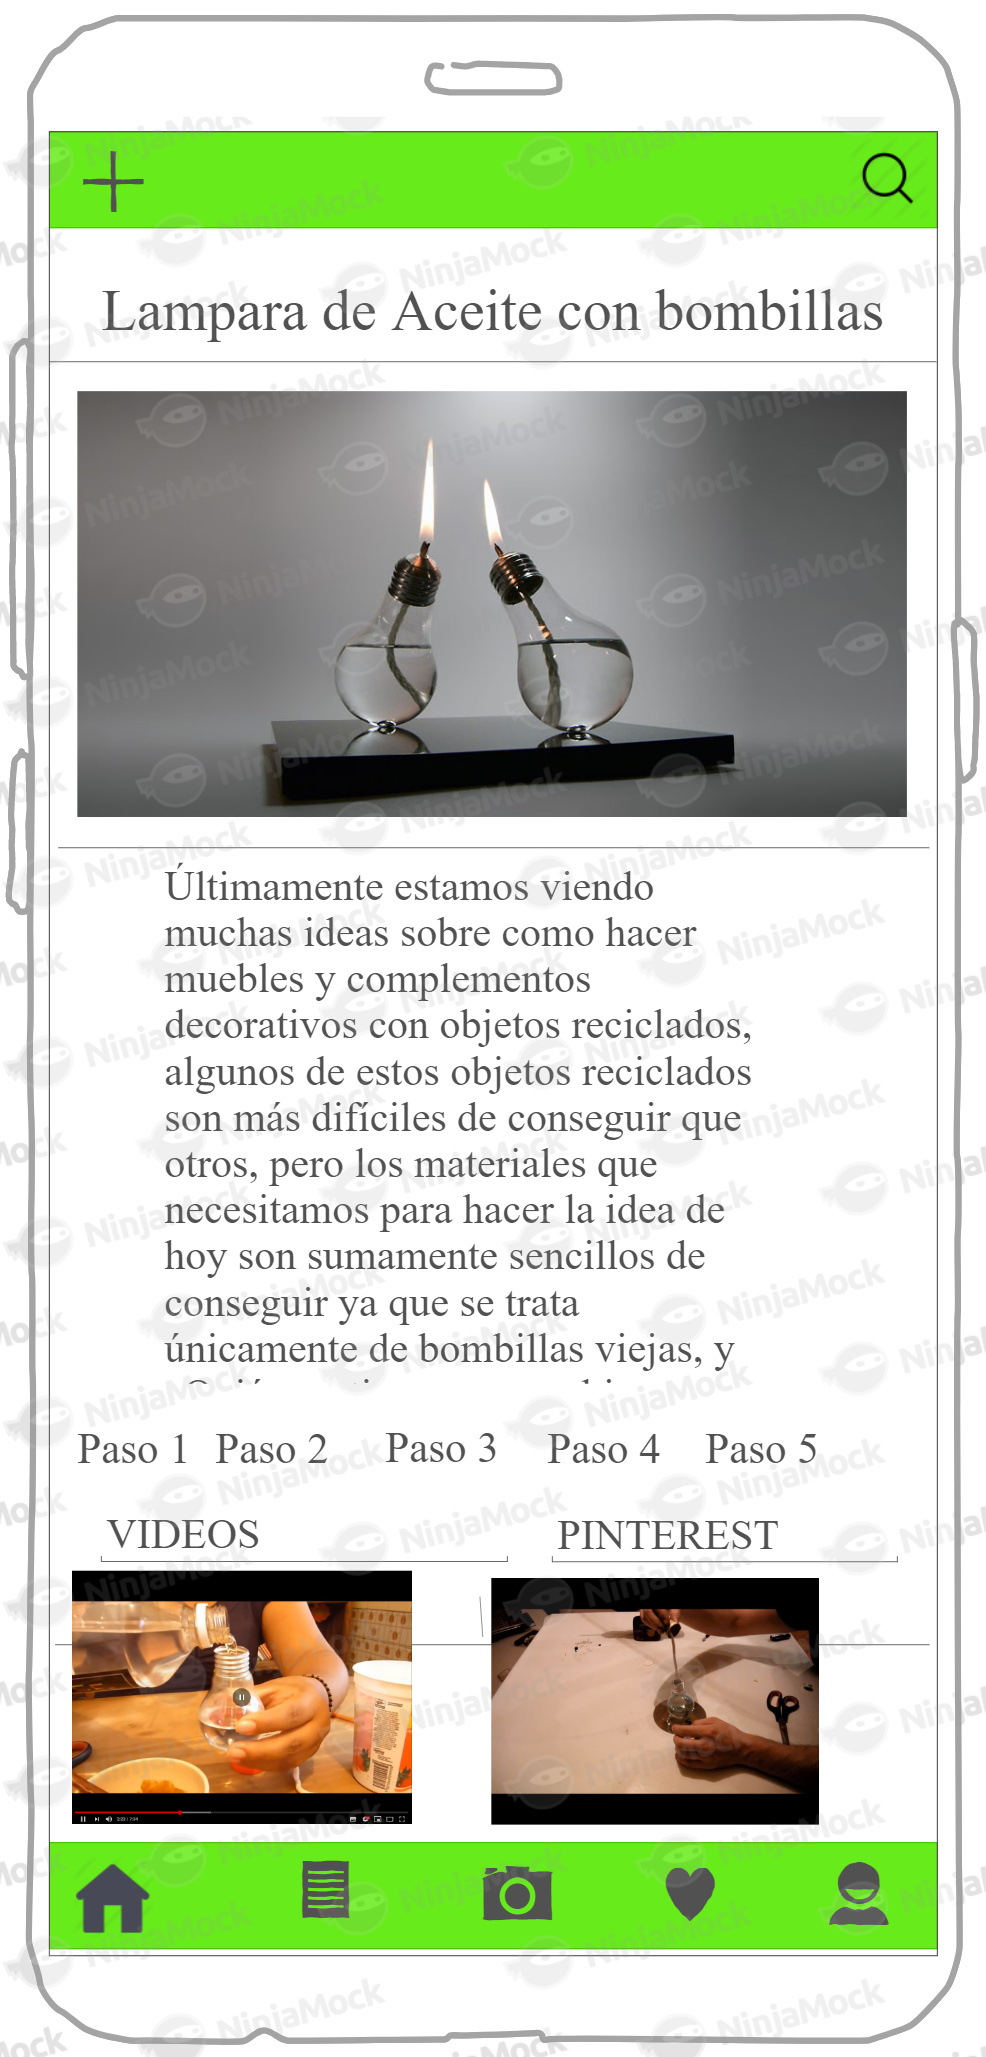 Lampara de Aceite con bombillas
Últimamente estamos viendo
muchas ideas sobre como hacer
muebles y complementos
decorativos con objetos reciclados,
algunos de estos objetos reciclados
son más difíciles de conseguir que
otros, pero los materiales que
necesitamos para hacer la idea de
hoy son sumamente sencillos de
conseguir ya que se trata
únicamente de bombillas viejas, y
Paso 1 Paso 2 Paso 3 Paso 4 Paso 5
VIDEOS PINTEREST
NinjaMock